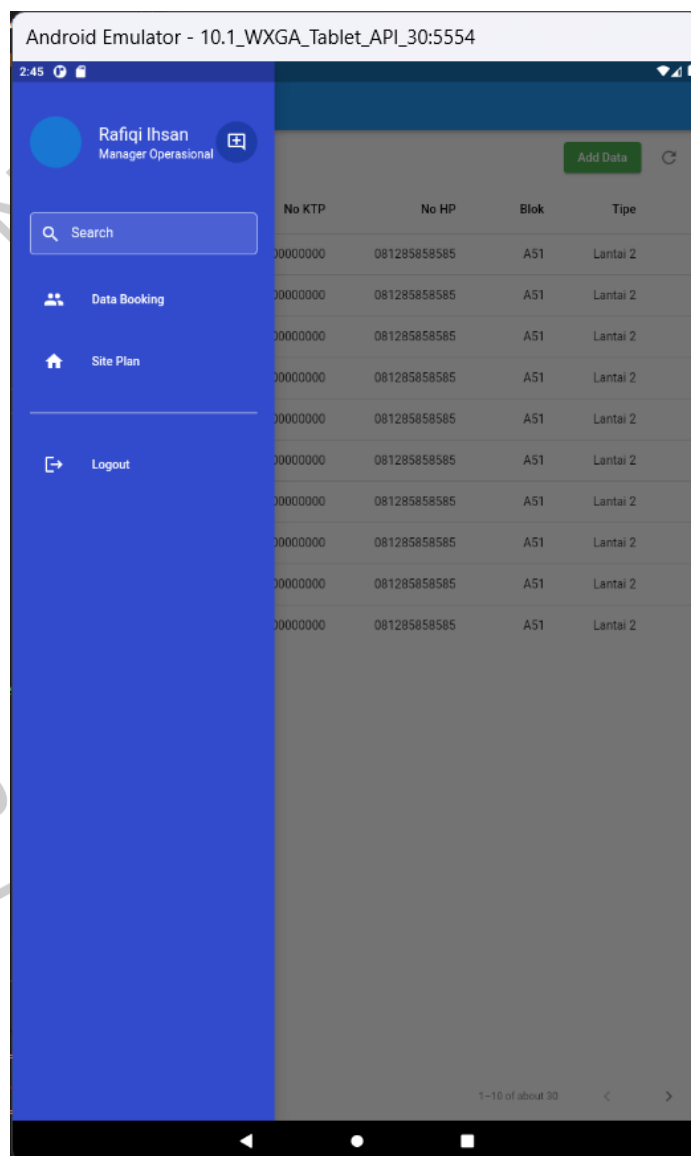 Android Emulator - 10.1_WXGA_Tablet_API_30:5554
2:45
Rafiqi Ihsan
Manager Operasional
Add Data
Search
No KTP No HP Blok Tipe
00000000 081285858585 A51 Lantai 2
Data Booking
00000000 081285858585 A51 Lantai 2
00000000 081285858585 A51 Lantai 2
Site Plan
00000000 081285858585 A51 Lantai 2
00000000 081285858585 A51 Lantai 2
Logout
00000000 081285858585 A51 Lantai 2
00000000 081285858585 A51 Lantai 2
00000000 081285858585 A51 Lantai 2
00000000 081285858585 A51 Lantai 2
00000000 081285858585 A51 Lantai 2
1–10 of about 30